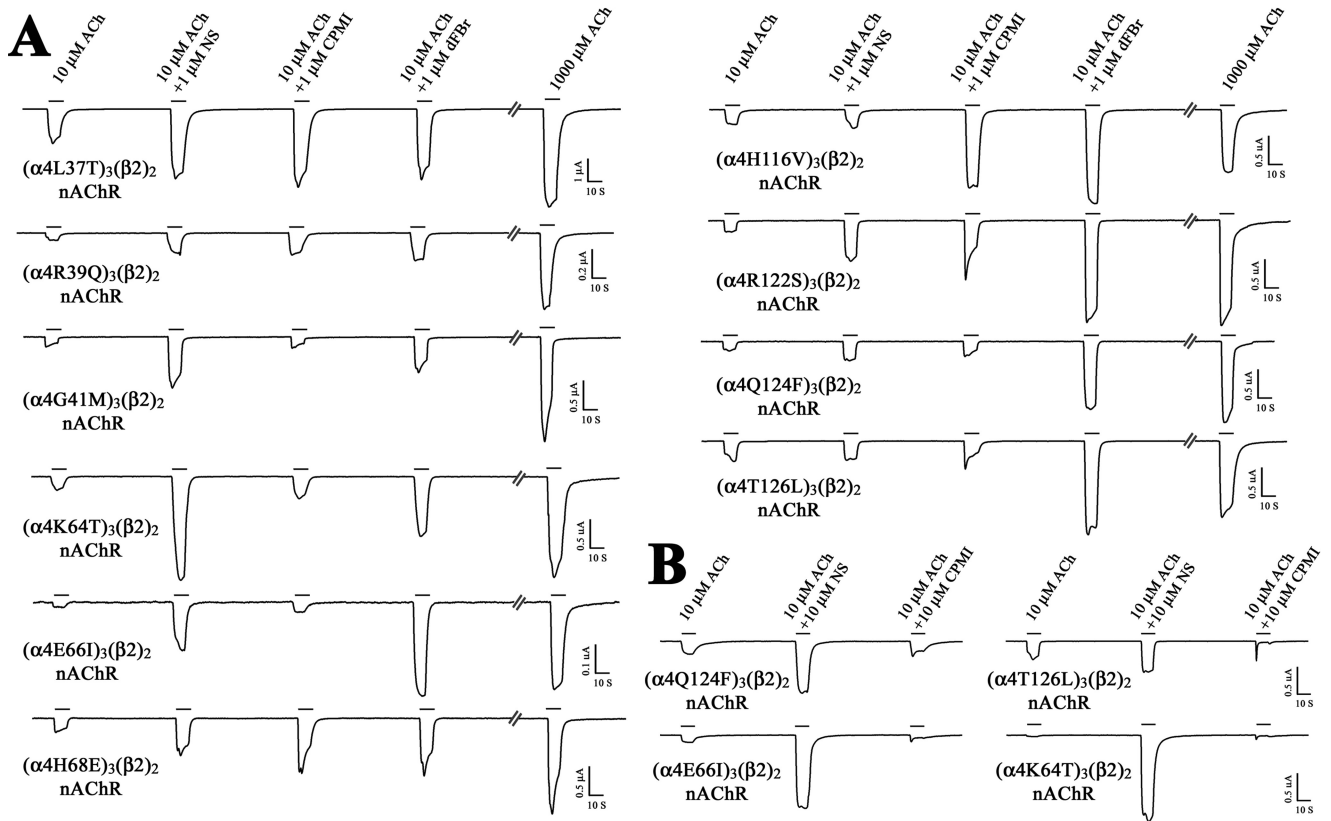 A
10 μM ACh
10 μM ACh
+1 μM NS
10 μM ACh
+1 μM CPMI
10 μM ACh
+1 μM dFBr
1000 μM ACh
(α4L37T)₃(β2)₂
nAChR
1 μA
10 S
(α4R39Q)₃(β2)₂
nAChR
0.2 μA
10 S
(α4G41M)₃(β2)₂
nAChR
0.5 μA
10 S
(α4K64T)₃(β2)₂
nAChR
0.5 uA
10 S
(α4E66I)₃(β2)₂
nAChR
0.1 uA
10 S
(α4H68E)₃(β2)₂
nAChR
0.5 μA
10 S
10 μM ACh
10 μM ACh
+1 μM NS
10 μM ACh
+1 μM CPMI
10 μM ACh
+1 μM dFBr
1000 μM ACh
(α4H116V)₃(β2)₂
nAChR
0.5 uA
10 S
(α4R122S)₃(β2)₂
nAChR
0.5 uA
10 S
(α4Q124F)₃(β2)₂
nAChR
0.5 uA
10 S
(α4T126L)₃(β2)₂
nAChR
0.5 uA
10 S
B
10 μM ACh
10 μM ACh
+10 μM NS
10 μM ACh
+10 μM CPMI
10 μM ACh
10 μM ACh
+10 μM NS
10 μM ACh
+10 μM CPMI
(α4Q124F)₃(β2)₂
nAChR
(α4T126L)₃(β2)₂
nAChR
0.5 uA
10 S
(α4E66I)₃(β2)₂
nAChR
(α4K64T)₃(β2)₂
nAChR
0.5 uA
10 S